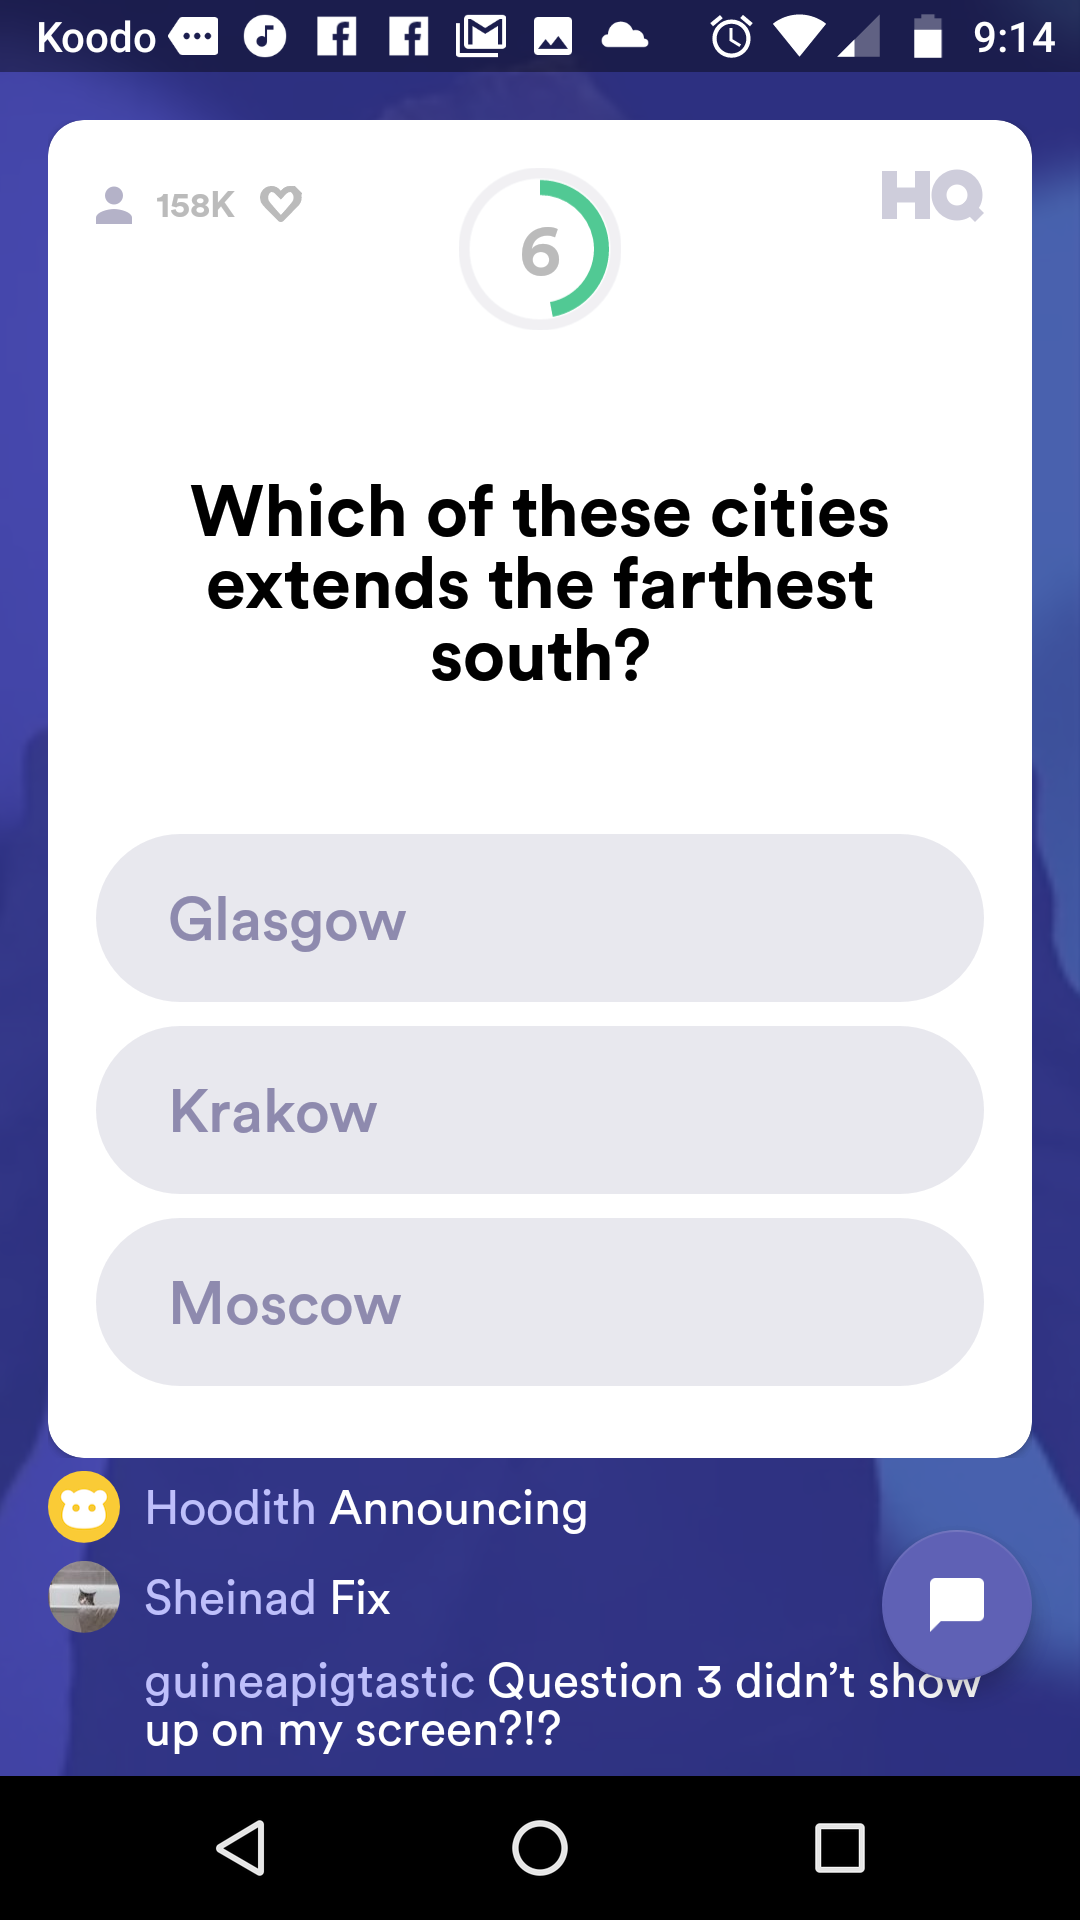 Koodo 9:14
158K 6 HQ
Which of these cities
extends the farthest
south?
Glasgow
Krakow
Moscow
Hoodith Announcing
Sheinad Fix
guineapigtastic Question 3 didn’t show
up on my screen?!?